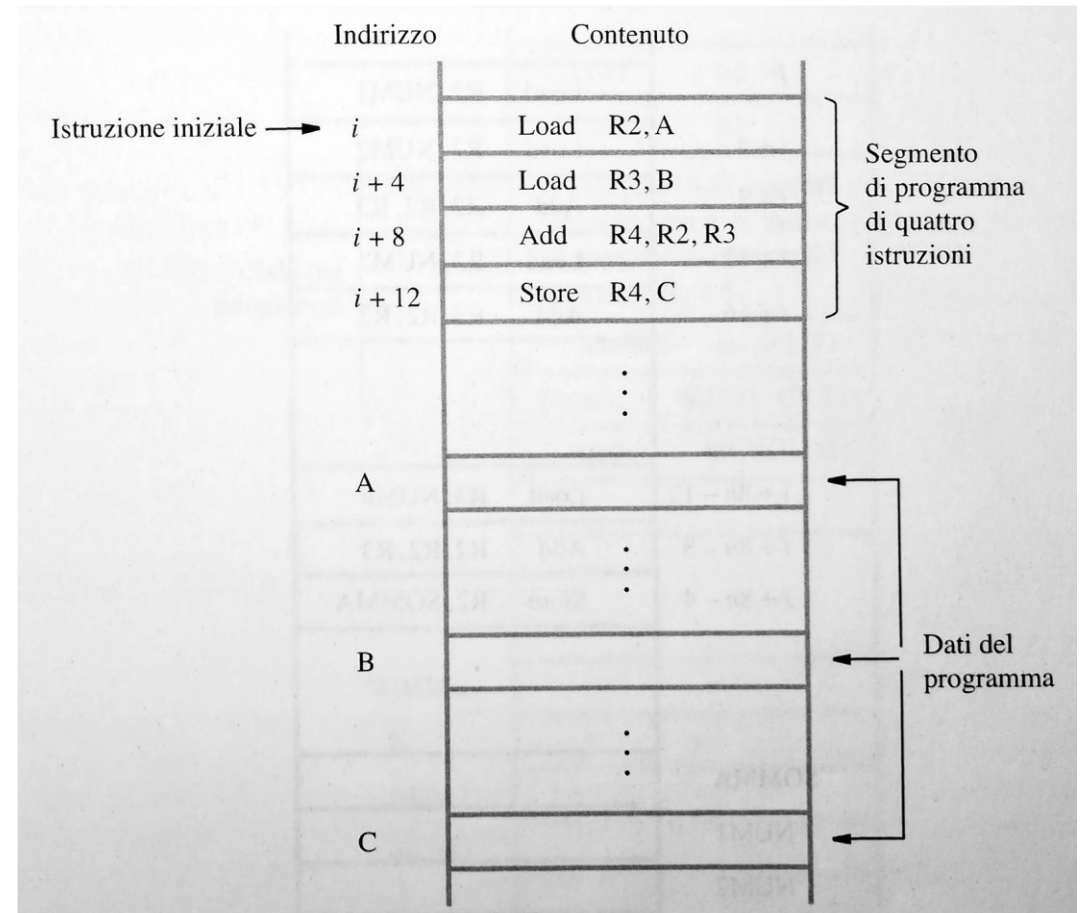 Indirizzo Contenuto
Istruzione iniziale i Load R2, A
i + 4 Load R3, B
i + 8 Add R4, R2, R3
i + 12 Store R4, C
Segmento
di programma
di quattro
istruzioni
A
B
C
Dati del
programma